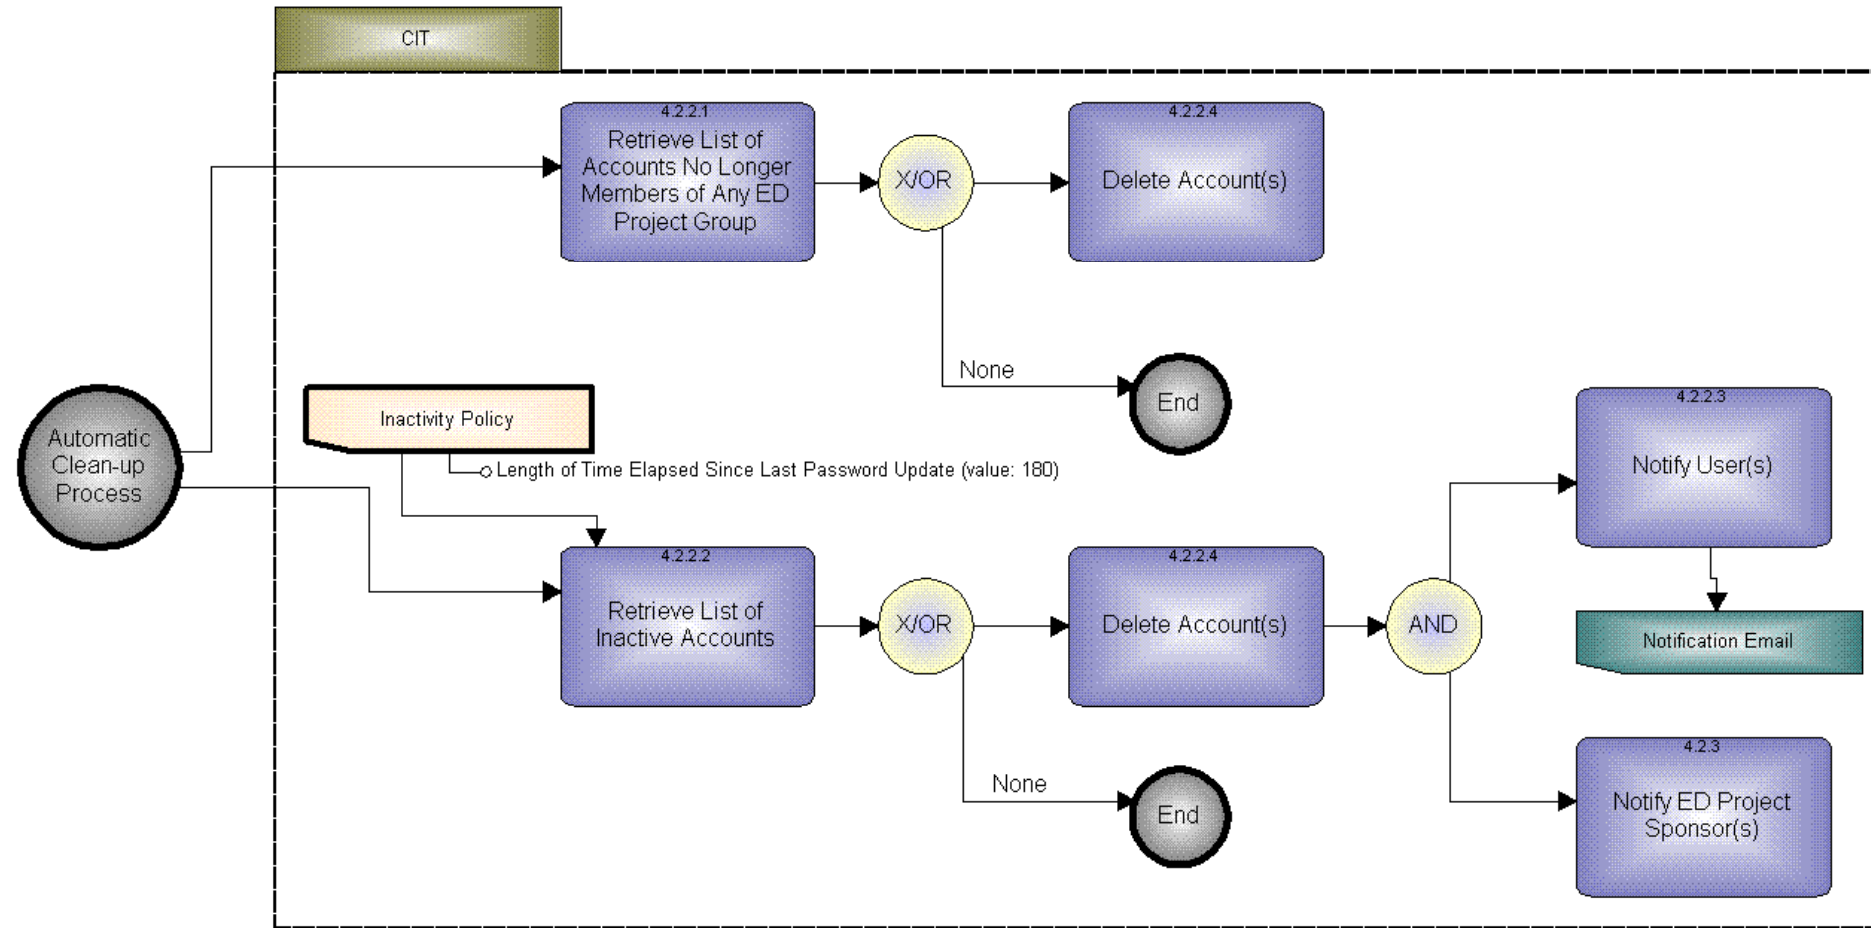 CIT
4.2.2.1
Retrieve List of
Accounts No Longer
Members of Any ED
Project Group
X/OR
4.2.2.4
Delete Account(s)
None
End
Automatic
Clean-up
Process
Inactivity Policy
Length of Time Elapsed Since Last Password Update (value: 180)
4.2.2.2
Retrieve List of
Inactive Accounts
X/OR
4.2.2.4
Delete Account(s)
None
End
AND
4.2.2.3
Notify User(s)
Notification Email
4.2.3
Notify ED Project
Sponsor(s)